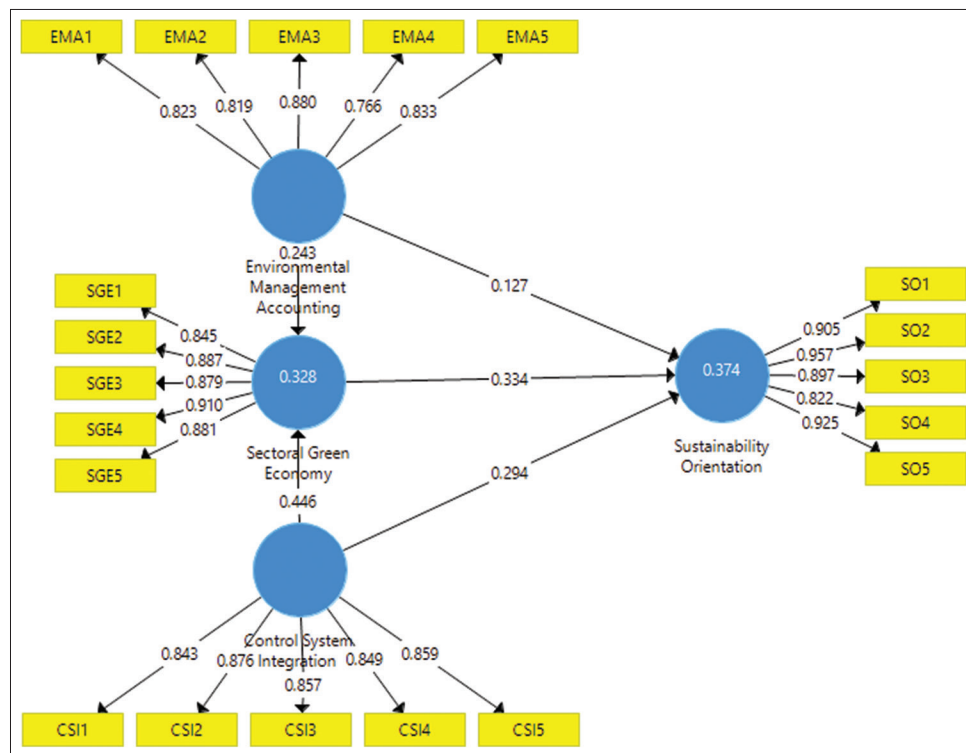 EMA1 EMA2 EMA3 EMA4 EMA5
0.823 0.819 0.880 0.766 0.833
0.243
Environmental
Management
Accounting
0.127
SGE1
SGE2
SGE3
SGE4
SGE5
0.845
0.887
0.879
0.910
0.881
0.328
Sectoral Green
Economy
0.334
0.446
0.294
0.374
Sustainability
Orientation
0.905
0.957
0.897
0.822
0.925
SO1
SO2
SO3
SO4
SO5
Control System
Integration
0.843 0.876 0.857 0.849 0.859
CSI1 CSI2 CSI3 CSI4 CSI5